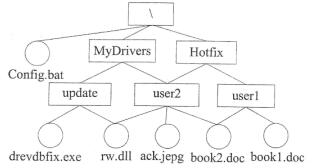 \
MyDrivers Hotfix
Config.bat
update user2 user1
drevdbfix.exe rw.dll ack.jepg book2.doc book1.doc